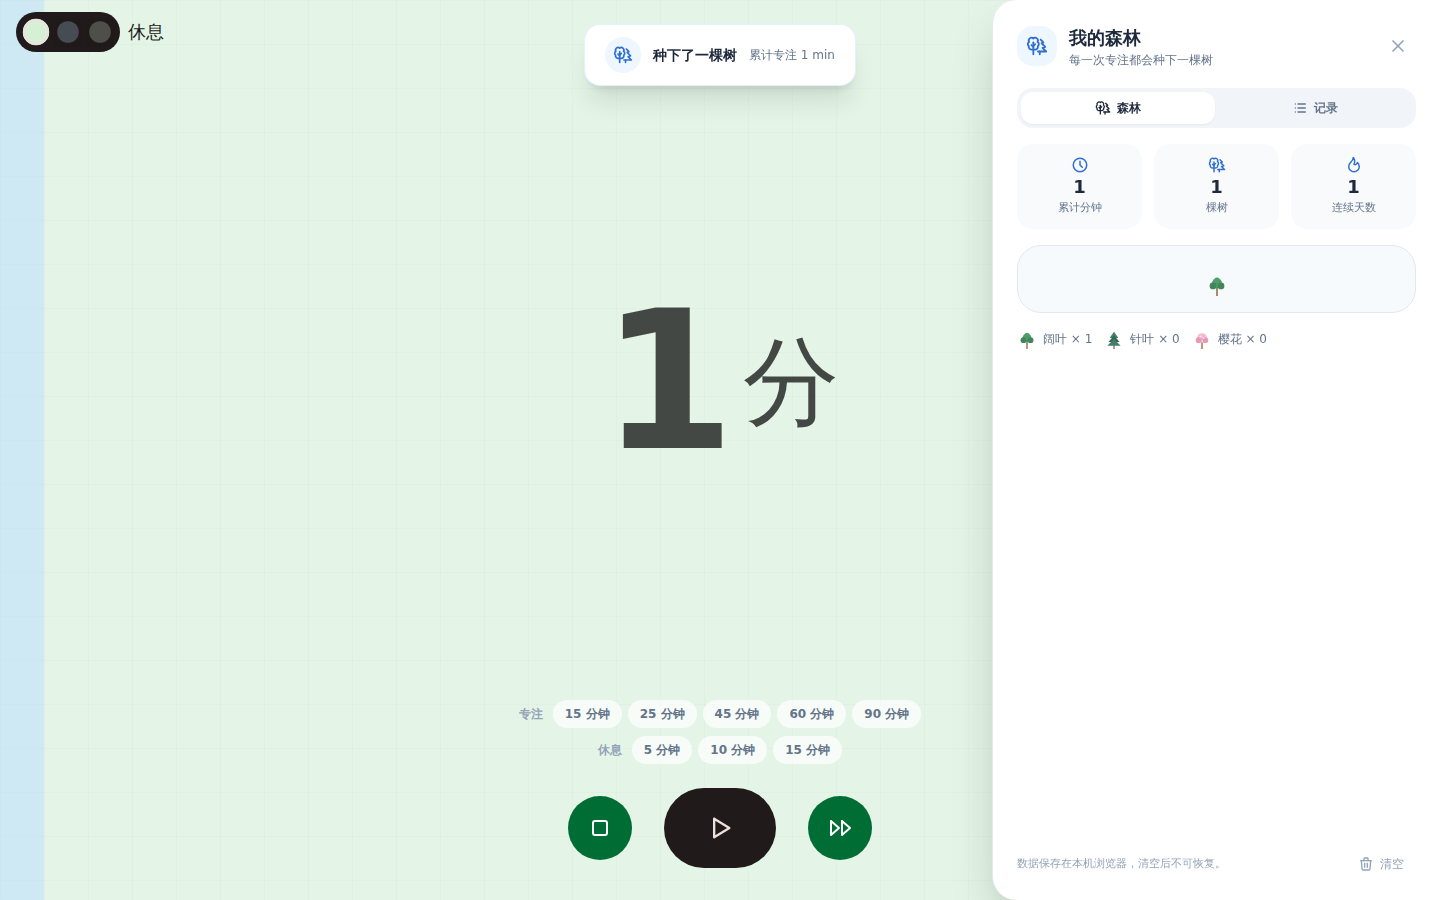 休息
种下了一棵树 累计专注 1 min
1 分
专注 15 分钟 25 分钟 45 分钟 60 分钟 90 分钟
休息 5 分钟 10 分钟 15 分钟
我的森林
每一次专注都会种下一棵树
森林 记录
1 1 1
累计分钟 棵树 连续天数
阔叶 × 1 针叶 × 0 樱花 × 0
数据保存在本机浏览器，清空后不可恢复。 清空